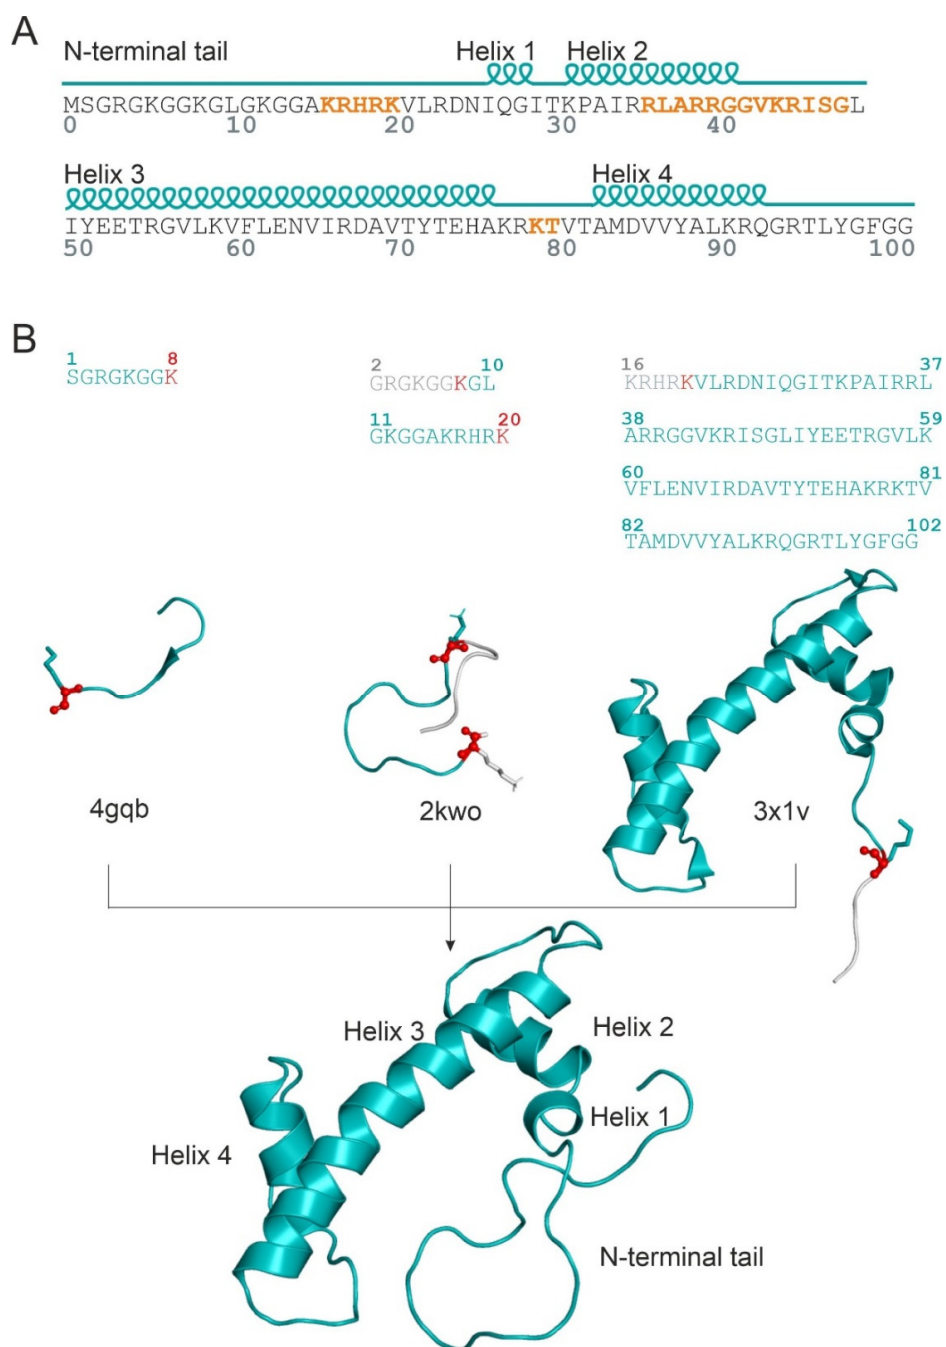 A
N-terminal tail Helix 1 Helix 2
MSGRGKGGKGLGKGGAKRHRKVLRDNIQGITKPAIRRLARRGGVKRISGL
0 10 20 30 40
Helix 3 Helix 4
IYEETRGVLKVFLENVIRDAVTYTEHAKRKTVTAMDVVYALKRQGRTLYGFGG
50 60 70 80 90 100
B
1 8
SGRGKGGK
2 10
GRGKGGKGL
11 20
GKGGAKRHRK
16 37
KRHRKVLRDNIQGITKPAIRRL
38 59
ARRGGVKRISGLIYEETRGVLK
60 81
VFLENVIRDAVTYTEHAKRKTV
82 102
TAMDVVYALKRQGRTLYGFGG
4gqb 2kwo 3x1v
Helix 3 Helix 2
Helix 1
Helix 4
N-terminal tail